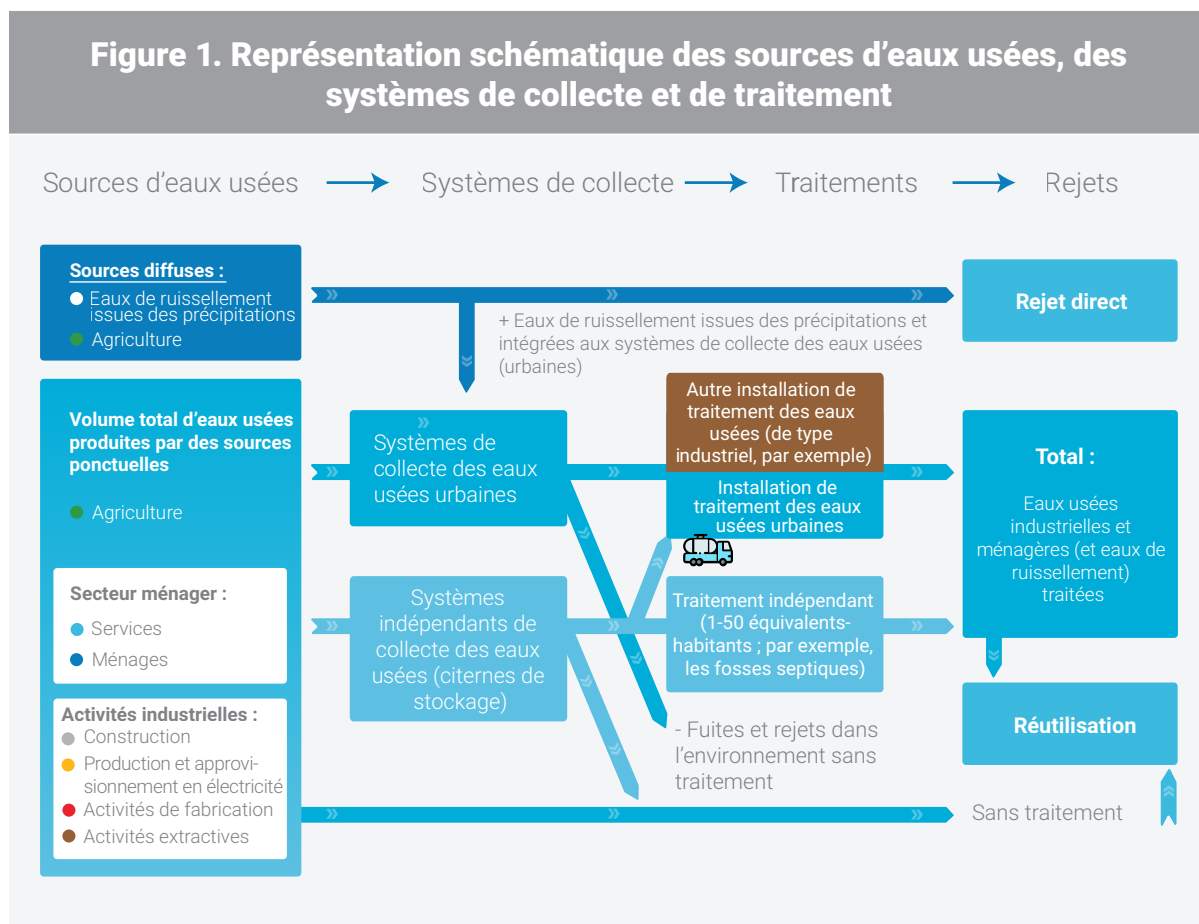 Figure 1. Représentation schématique des sources d’eaux usées, des
systèmes de collecte et de traitement
Sources d’eaux usées
Systèmes de collecte
Traitements
Rejets
Sources diffuses :
Eaux de ruissellement
issues des précipitations
Agriculture
+ Eaux de ruissellement issues des précipitations et
intégrées aux systèmes de collecte des eaux usées
(urbaines)
Rejet direct
Volume total d’eaux usées
produites par des sources
ponctuelles
Agriculture
Secteur ménager :
Services
Ménages
Activités industrielles :
Construction
Production et approvi-
sionnement en électricité
Activités de fabrication
Activités extractives
Systèmes de
collecte des eaux
usées urbaines
Systèmes
indépendants de
collecte des eaux
usées (citernes de
stockage)
Autre installation de
traitement des eaux
usées (de type
industriel, par exemple)
Installation de
traitement des eaux
usées urbaines
Traitement indépendant
(1-50 équivalents-
habitants ; par exemple,
les fosses septiques)
- Fuites et rejets dans
l’environnement sans
traitement
Total :
Eaux usées
industrielles et
ménagères (et eaux de
ruissellement)
traitées
Réutilisation
Sans traitement